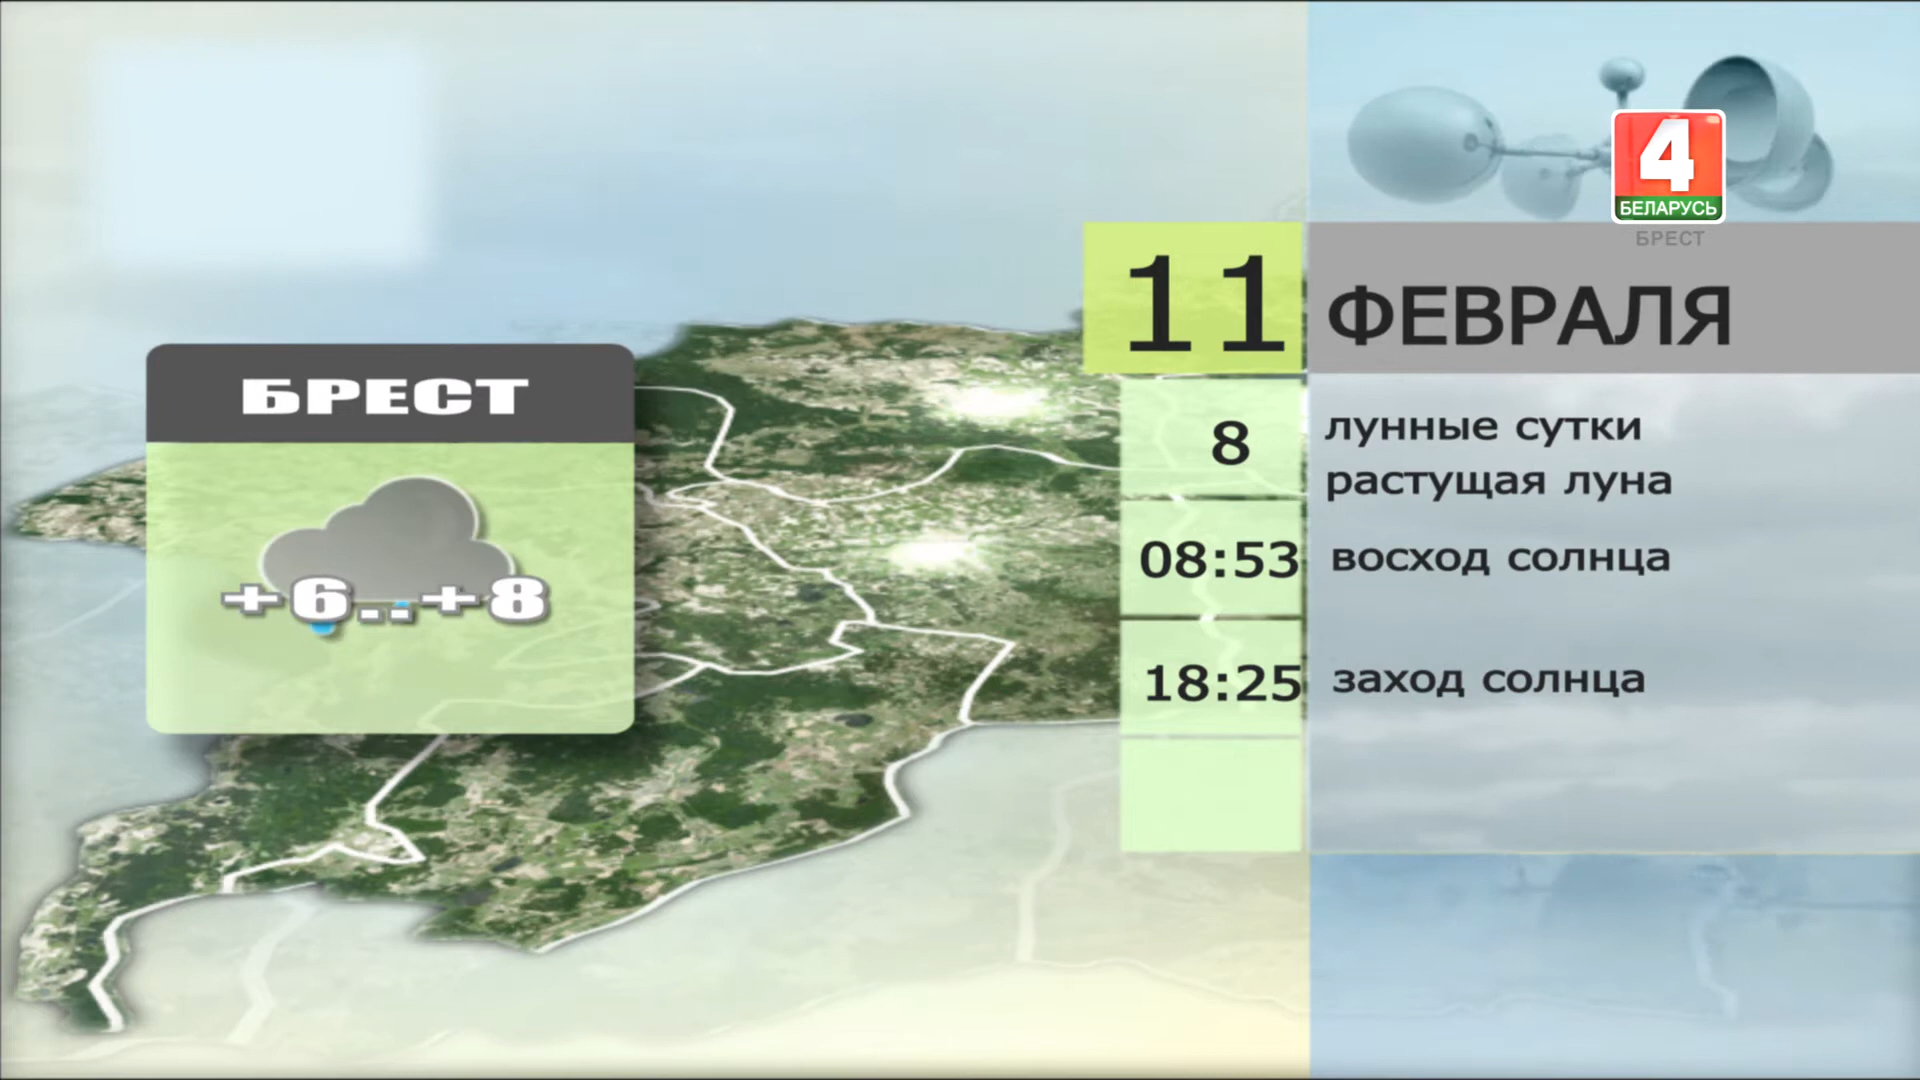 4
БЕЛАРУСЬ
БРЕСТ
11 ФЕВРАЛЯ
8 лунные сутки
растущая луна
08:53 восход солнца
18:25 заход солнца
БРЕСТ
+6..+8